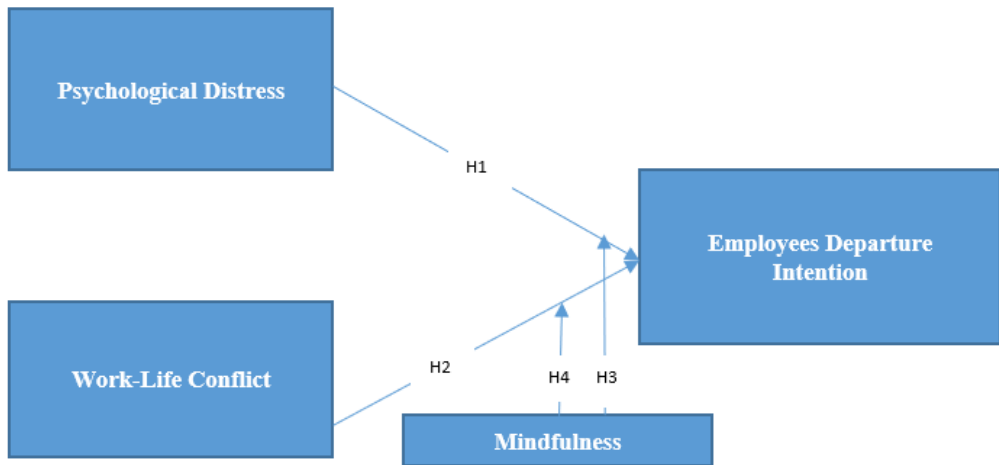 Psychological Distress
H1
Employees Departure
Intention
Work-Life Conflict
H2
H4
H3
Mindfulness